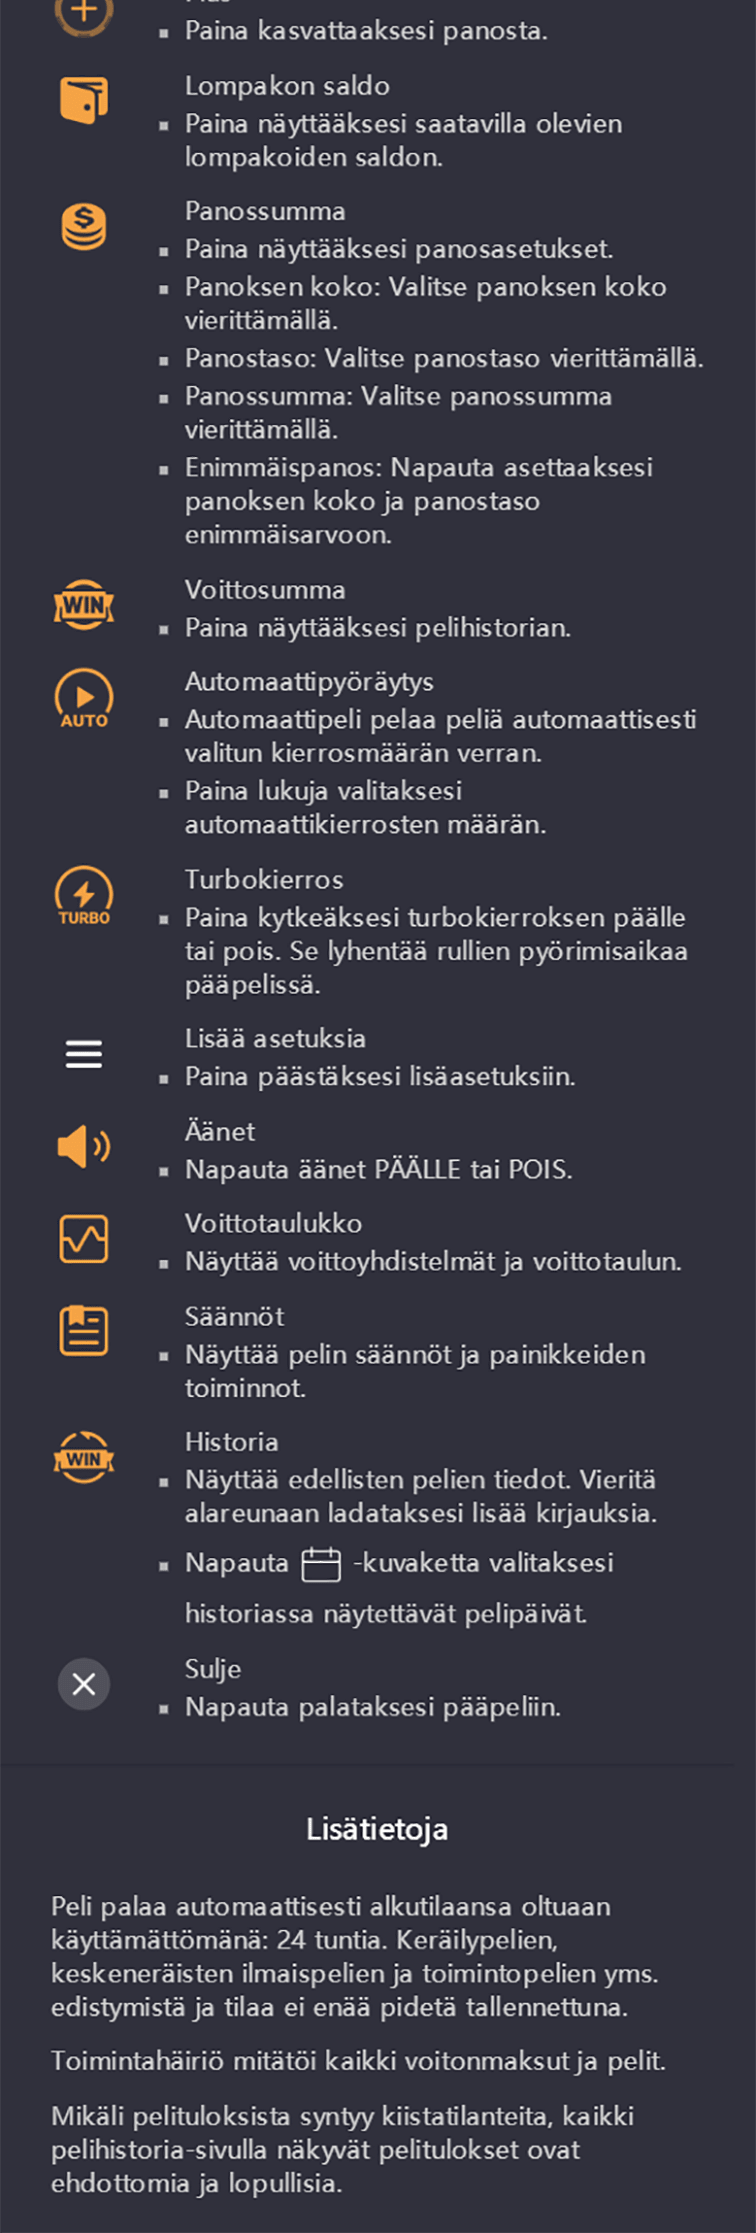 Paina kasvattaaksesi panosta.
Lompakon saldo
Paina näyttääksesi saatavilla olevien
lompakoiden saldon.
Panossumma
Paina näyttääksesi panosasetukset.
Panoksen koko: Valitse panoksen koko
vierittämällä.
Panostaso: Valitse panostaso vierittämällä.
Panossumma: Valitse panossumma
vierittämällä.
Enimmäispanos: Napauta asettaaksesi
panoksen koko ja panostaso
enimmäisarvoon.
WIN
Voittosumma
Paina näyttääksesi pelihistorian.
AUTO
Automaattipyöräytys
Automaattipeli pelaa peliä automaattisesti
valitun kierrosmäärän verran.
Paina lukuja valitaksesi
automaattikierrosten määrän.
TURBO
Turbokierros
Paina kytkeäksesi turbokierroksen päälle
tai pois. Se lyhentää rullien pyörimisaikaa
pääpelissä.
Lisää asetuksia
Paina päästäksesi lisäasetuksiin.
Äänet
Napauta äänet PÄÄLLE tai POIS.
Voittotaulukko
Näyttää voittoyhdistelmät ja voittotaulun.
Säännöt
Näyttää pelin säännöt ja painikkeiden
toiminnot.
WIN
Historia
Näyttää edellisten pelien tiedot. Vieritä
alareunaan ladataksesi lisää kirjauksia.
Napauta -kuvaketta valitaksesi
historiassa näytettävät pelipäivät.
Sulje
Napauta palataksesi pääpeliin.
Lisätietoja
Peli palaa automaattisesti alkutilaansa oltuaan
käyttämättömänä: 24 tuntia. Keräilypelien,
keskeneräisten ilmaispelien ja toimintopelien yms.
edistymistä ja tilaa ei enää pidetä tallennettuna.
Toimintahäiriö mitätöi kaikki voitonmaksut ja pelit.
Mikäli pelituloksista syntyy kiistatilanteita, kaikki
pelihistoria-sivulla näkyvät pelitulokset ovat
ehdottomia ja lopullisia.